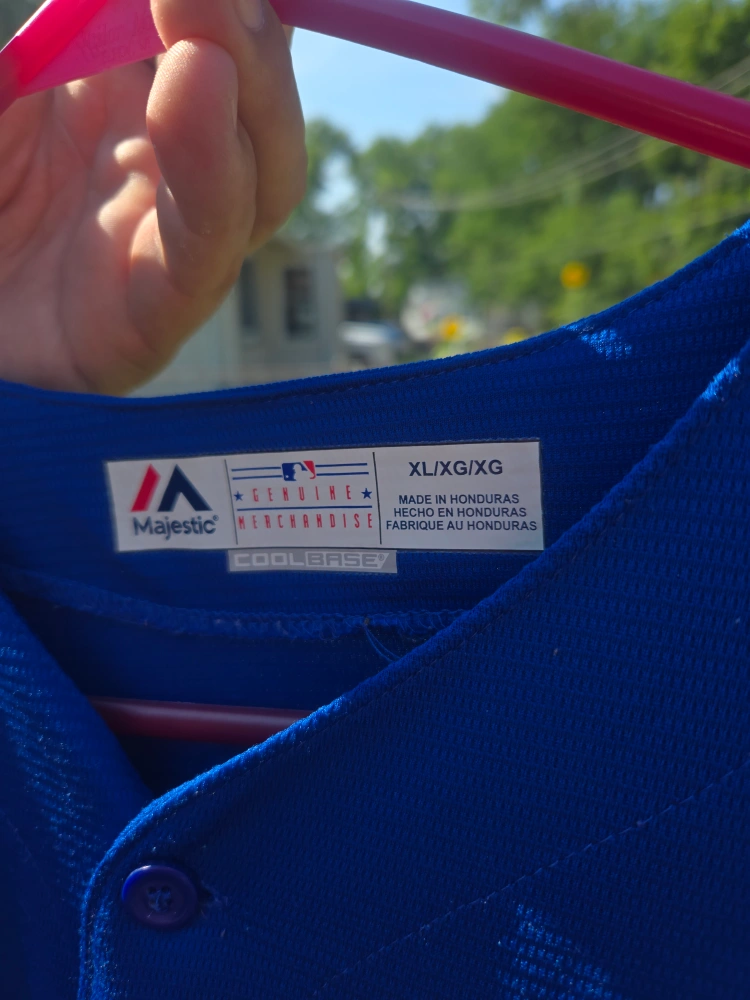 Majestic®
GENUINE
MERCHANDISE
XL/XG/XG
MADE IN HONDURAS
HECHO EN HONDURAS
FABRIQUE AU HONDURAS
COOLBASE